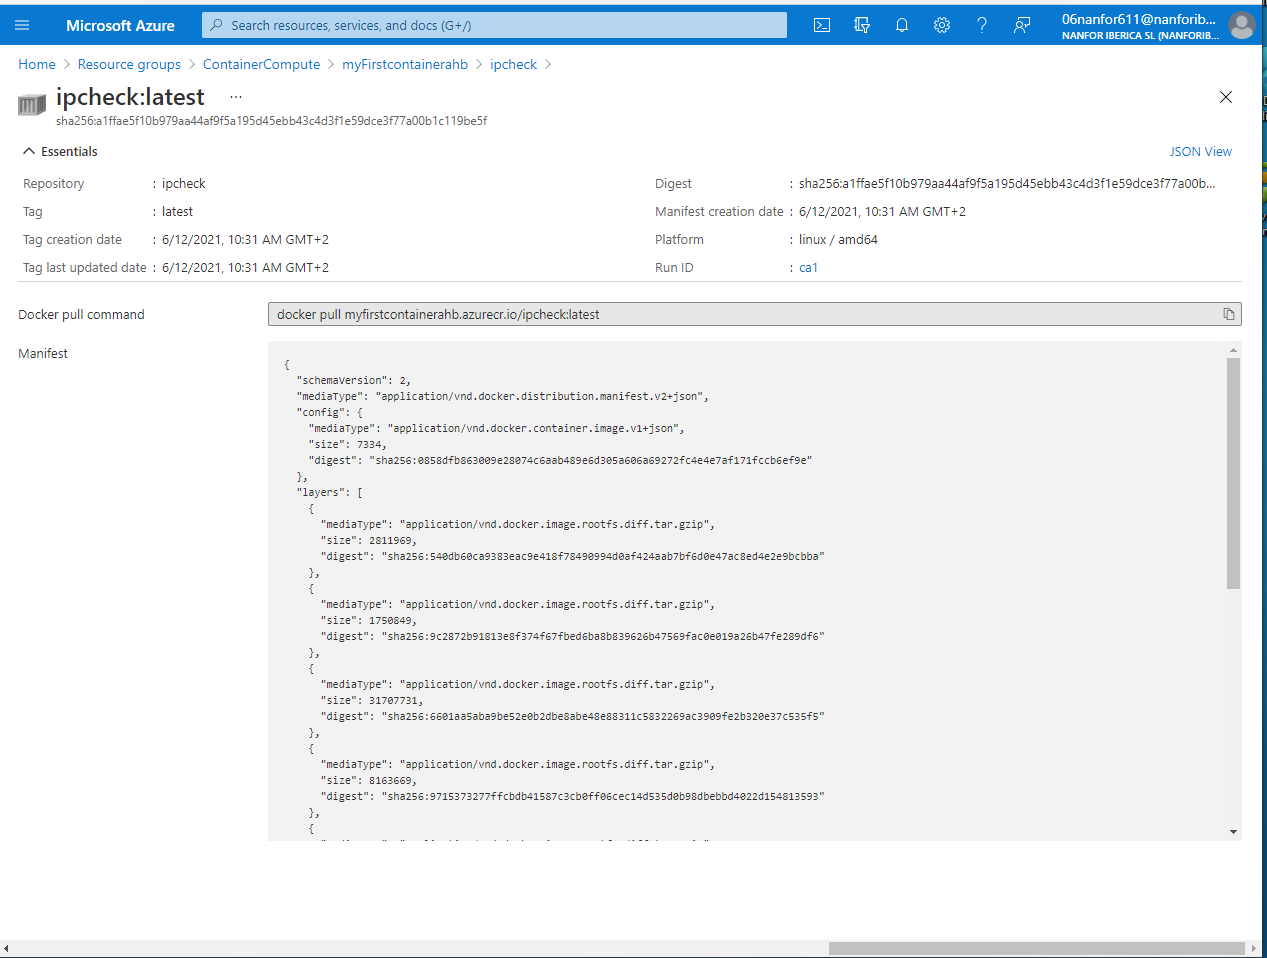 Microsoft Azure
Search resources, services, and docs (G+/)
06nanfor611@nanforib...
NANFOR IBERICA SL (NANFORIB...
Home > Resource groups > ContainerCompute > myFirstcontainerahb > ipcheck >
ipcheck:latest ...
sha256:a1ffae5f10b979aa44af9f5a195d45ebb43c4d3f1e59dce3f77a00b1c119be5f
Essentials
JSON View
Repository : ipcheck
Tag : latest
Tag creation date : 6/12/2021, 10:31 AM GMT+2
Tag last updated date : 6/12/2021, 10:31 AM GMT+2
Digest : sha256:a1ffae5f10b979aa44af9f5a195d45ebb43c4d3f1e59dce3f77a00b...
Manifest creation date : 6/12/2021, 10:31 AM GMT+2
Platform : linux / amd64
Run ID : ca1
Docker pull command
docker pull myfirstcontainerahb.azurecr.io/ipcheck:latest
Manifest
{
"schemaVersion": 2,
"mediaType": "application/vnd.docker.distribution.manifest.v2+json",
"config": {
"mediaType": "application/vnd.docker.container.image.v1+json",
"size": 7334,
"digest": "sha256:0858dfb863009e28074c6aab489e6d305a606a69272fc4e4e7af171fccb6ef9e"
},
"layers": [
{
"mediaType": "application/vnd.docker.image.rootfs.diff.tar.gzip",
"size": 2811969,
"digest": "sha256:540db60ca9383eac9e418f78490994d0af424aab7bf6d0e47ac8ed4e2e9bcbba"
},
{
"mediaType": "application/vnd.docker.image.rootfs.diff.tar.gzip",
"size": 1750849,
"digest": "sha256:9c2872b91813e8f374f67fbed6ba8b839626b47569fac0e019a26b47fe289df6"
},
{
"mediaType": "application/vnd.docker.image.rootfs.diff.tar.gzip",
"size": 31707731,
"digest": "sha256:6601aa5aba9be52e0b2dbe8abe48e88311c5832269ac3909fe2b320e37c535f5"
},
{
"mediaType": "application/vnd.docker.image.rootfs.diff.tar.gzip",
"size": 8163669,
"digest": "sha256:9715373277ffcbdb41587c3cb0ff06cec14d535d0b98dbebbd4022d154813593"
},
{